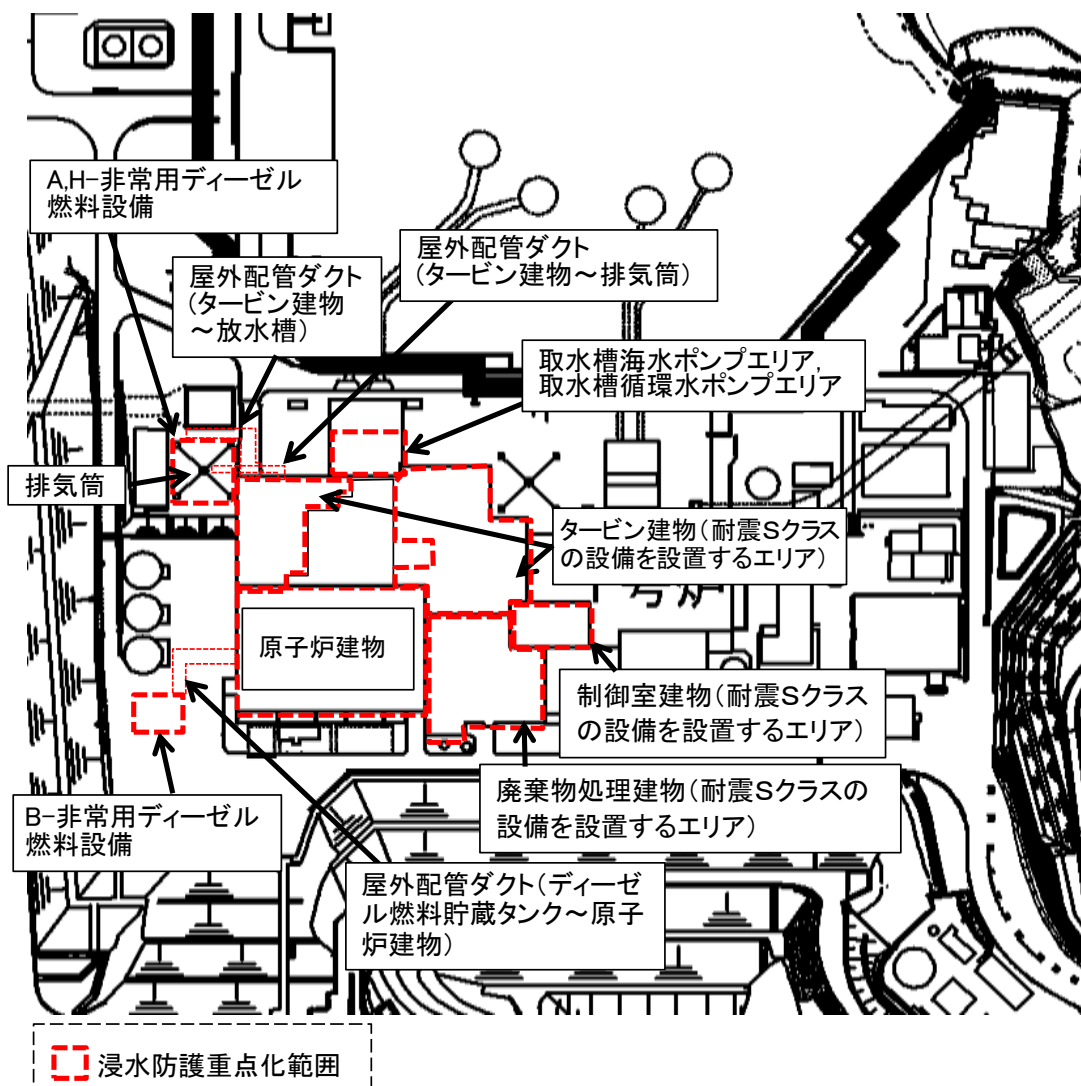 A,H-非常用ディーゼル
燃料設備
屋外配管ダクト
(タービン建物
～放水槽)
屋外配管ダクト
(タービン建物～排気筒)
取水槽海水ポンプエリア,
取水槽循環水ポンプエリア
排気筒
タービン建物(耐震Sクラス
の設備を設置するエリア)
号炉
原子炉建物
制御室建物(耐震Sクラス
の設備を設置するエリア)
廃棄物処理建物(耐震Sクラスの
設備を設置するエリア)
B-非常用ディーゼル
燃料設備
屋外配管ダクト(ディーゼ
ル燃料貯蔵タンク～原子
炉建物)
浸水防護重点化範囲